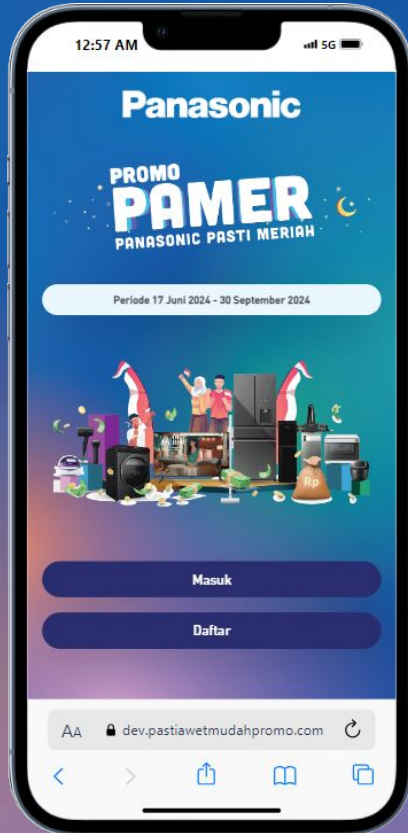 12:57 AM 5G
Panasonic
PROMO
PAMER
PANASONIC PASTI MERIAH
Periode 17 Juni 2024 - 30 September 2024
Rp
Masuk
Daftar
AA dev.pastiawetmudahpromo.com